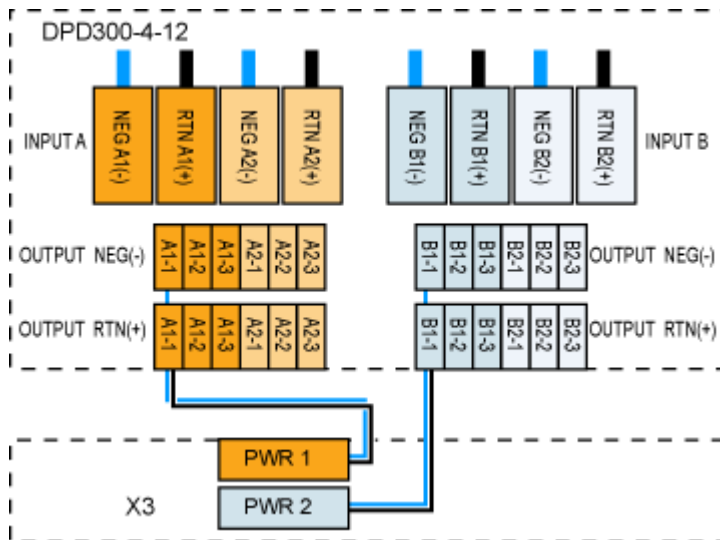 DPD300-4-12
INPUT A
NEG A1(-)
RTN A1(+)
NEG A2(-)
RTN A2(+)
NEG B1(-)
RTN B1(+)
NEG B2(-)
RTN B2(+)
INPUT B
OUTPUT NEG(-)
A1-1
A1-2
A1-3
A2-1
A2-2
A2-3
B1-1
B1-2
B1-3
B2-1
B2-2
B2-3
OUTPUT NEG(-)
OUTPUT RTN(+)
A1-1
A1-2
A1-3
A2-1
A2-2
A2-3
B1-1
B1-2
B1-3
B2-1
B2-2
B2-3
OUTPUT RTN(+)
PWR 1
X3
PWR 2